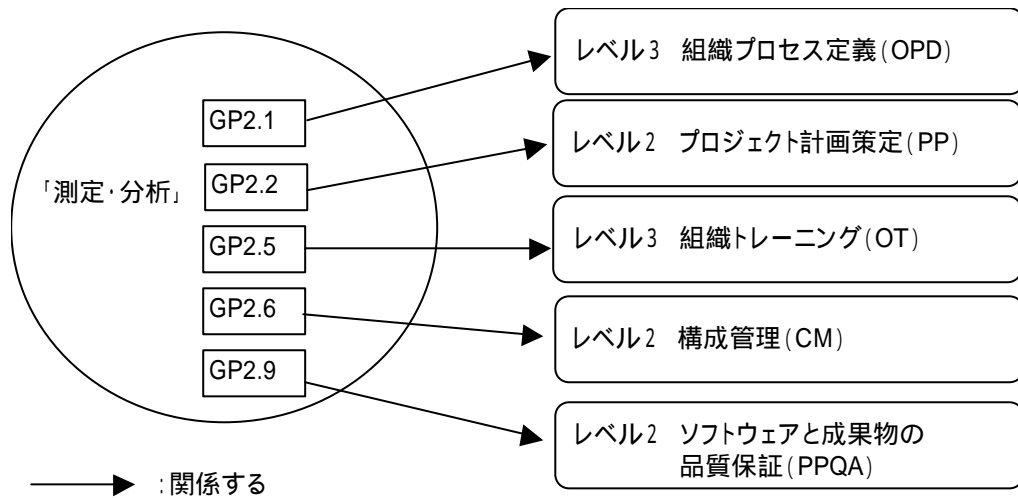 「測定・分析」
GP2.1
GP2.2
GP2.5
GP2.6
GP2.9
レベル3 組織プロセス定義(OPD)
レベル2 プロジェクト計画策定(PP)
レベル3 組織トレーニング(OT)
レベル2 構成管理(CM)
レベル2 ソフトウェアと成果物の
品質保証(PPQA)
:関係する